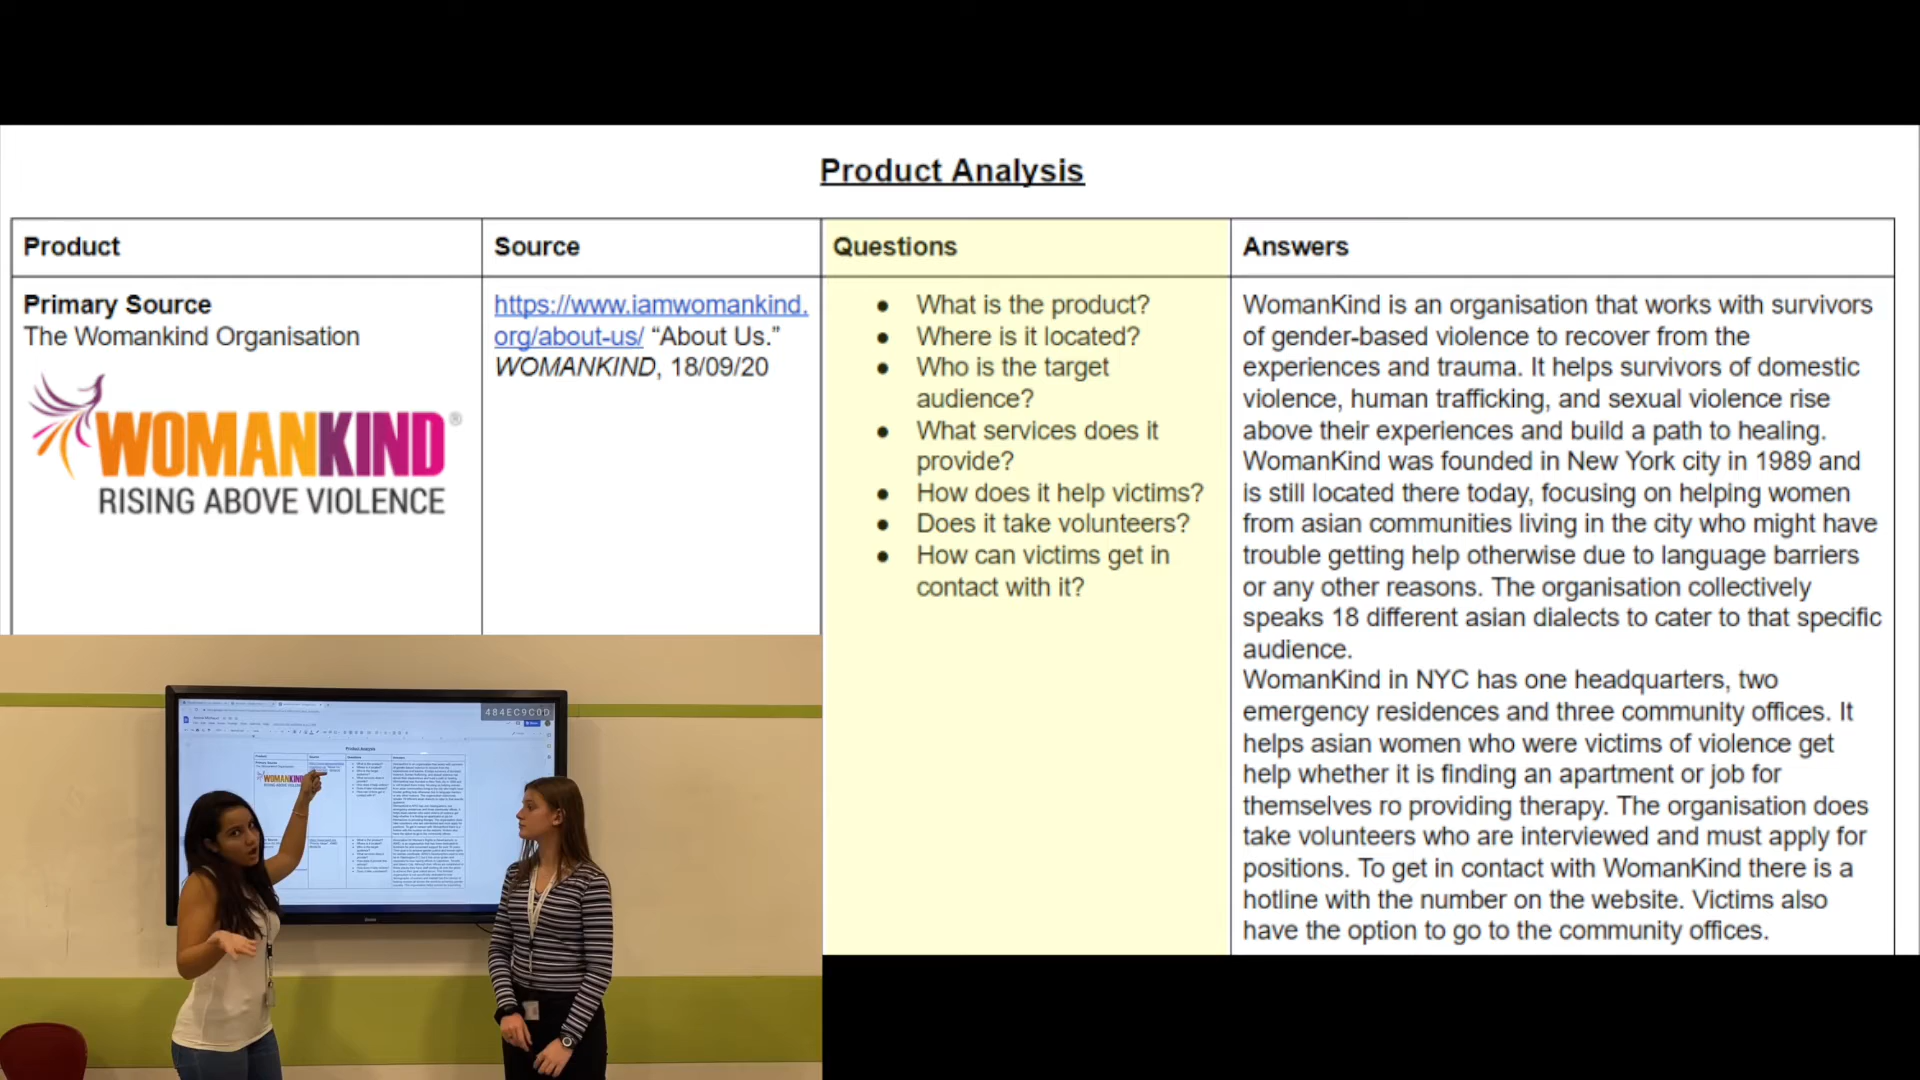 Product Analysis
Product
Source
Questions
Answers
Primary Source
The Womankind Organisation
WOMANKIND®
RISING ABOVE VIOLENCE
https://www.iamwomankind.
org/about-us/ “About Us.”
WOMANKIND, 18/09/20
● What is the product?
● Where is it located?
● Who is the target
audience?
● What services does it
provide?
● How does it help victims?
● Does it take volunteers?
● How can victims get in
contact with it?
WomanKind is an organisation that works with survivors
of gender-based violence to recover from the
experiences and trauma. It helps survivors of domestic
violence, human trafficking, and sexual violence rise
above their experiences and build a path to healing.
WomanKind was founded in New York city in 1989 and
is still located there today, focusing on helping women
from asian communities living in the city who might have
trouble getting help otherwise due to language barriers
or any other reasons. The organisation collectively
speaks 18 different asian dialects to cater to that specific
audience.
WomanKind in NYC has one headquarters, two
emergency residences and three community offices. It
helps asian women who were victims of violence get
help whether it is finding an apartment or job for
themselves ro providing therapy. The organisation does
take volunteers who are interviewed and must apply for
positions. To get in contact with WomanKind there is a
hotline with the number on the website. Victims also
have the option to go to the community offices.
484EC9C0D
Product Analysis